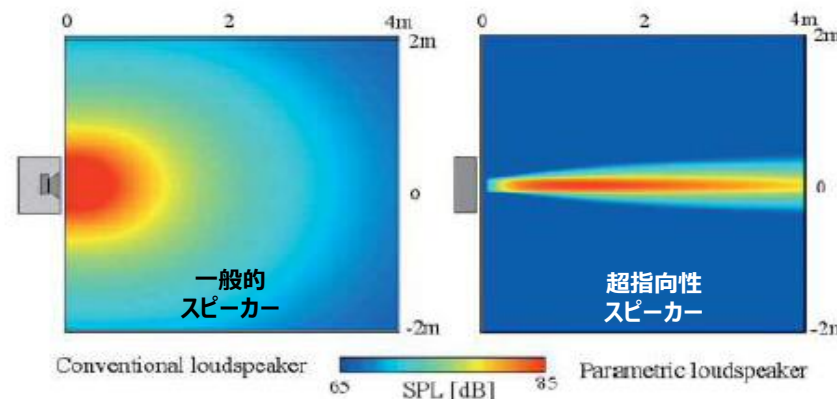 0 2 4m
2m
0
-2m
一般的
スピーカー
0 2 4m
2m
0
-2m
超指向性
スピーカー
Conventional loudspeaker
65 85
SPL [dB]
Parametric loudspeaker